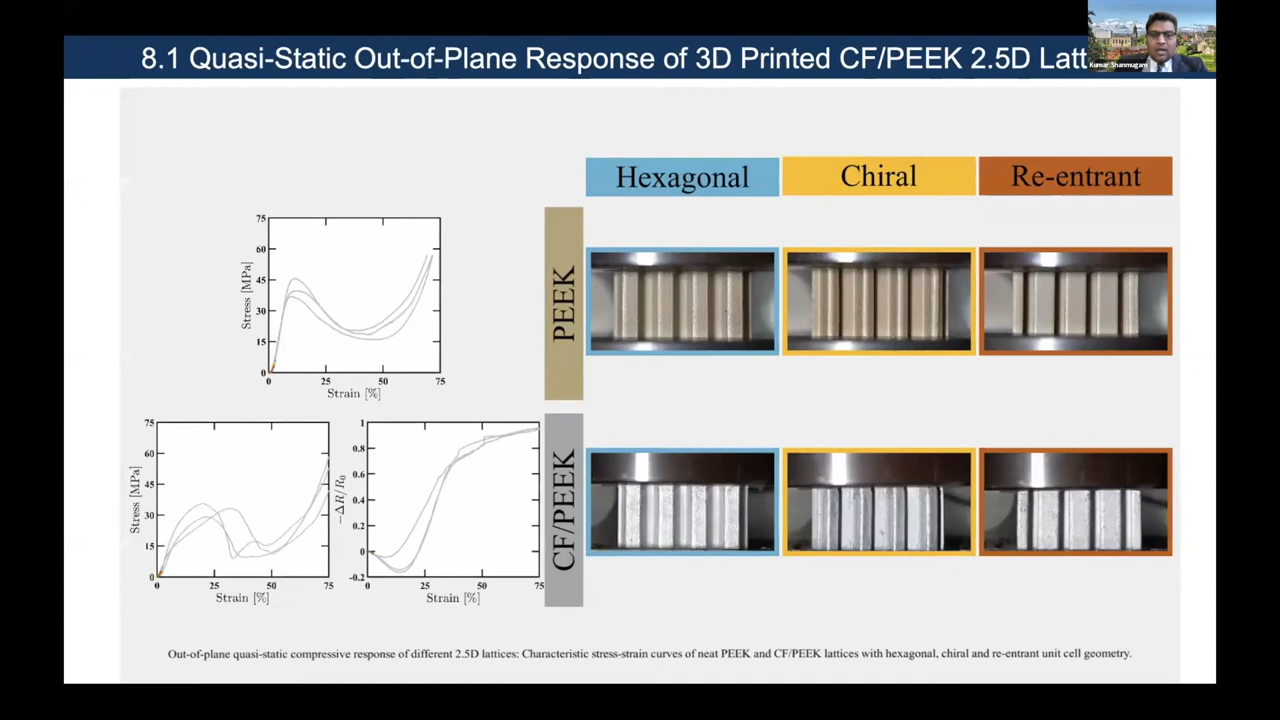 8.1 Quasi-Static Out-of-Plane Response of 3D Printed CF/PEEK 2.5D Latt
Kumar Shanmugam
Hexagonal
Chiral
Re-entrant
PEEK
75
60
45
30
15
0
Stress [MPa]
0
25
50
75
Strain [%]
CF/PEEK
75
60
45
30
15
0
Stress [MPa]
0
25
50
75
Strain [%]
1
0.8
0.6
0.4
0.2
0
-0.2
−ΔR/R₀
0
25
50
75
Strain [%]
Out-of-plane quasi-static compressive response of different 2.5D lattices: Characteristic stress-strain curves of neat PEEK and CF/PEEK lattices with hexagonal, chiral and re-entrant unit cell geometry.